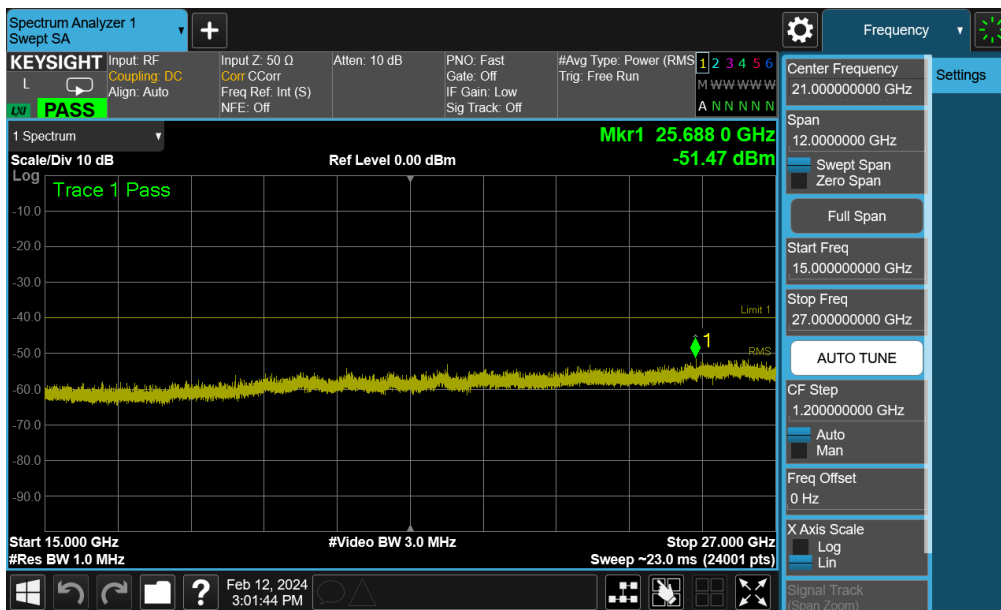 Spectrum Analyzer 1
Swept SA
Frequency
KEYSIGHT
L
LXI
PASS
Input: RF
Coupling: DC
Align: Auto
Input Z: 50 Ω
Corr CCorr
Freq Ref: Int (S)
NFE: Off
Atten: 10 dB
PNO: Fast
Gate: Off
IF Gain: Low
Sig Track: Off
#Avg Type: Power (RMS
Trig: Free Run
1 2 3 4 5 6
M W W W W W
A N N N N N
1 Spectrum
Mkr1 25.688 0 GHz
Scale/Div 10 dB
Ref Level 0.00 dBm
-51.47 dBm
Log
Trace 1 Pass
-10.0
-20.0
-30.0
Limit 1
-40.0
1
-50.0
RMS
-60.0
-70.0
-80.0
-90.0
Start 15.000 GHz
#Video BW 3.0 MHz
Stop 27.000 GHz
#Res BW 1.0 MHz
Sweep ~23.0 ms (24001 pts)
Feb 12, 2024
3:01:44 PM
Center Frequency
21.000000000 GHz
Settings
Span
12.0000000 GHz
Swept Span
Zero Span
Full Span
Start Freq
15.000000000 GHz
Stop Freq
27.000000000 GHz
AUTO TUNE
CF Step
1.200000000 GHz
Auto
Man
Freq Offset
0 Hz
X Axis Scale
Log
Lin
Signal Track
(Span Zoom)